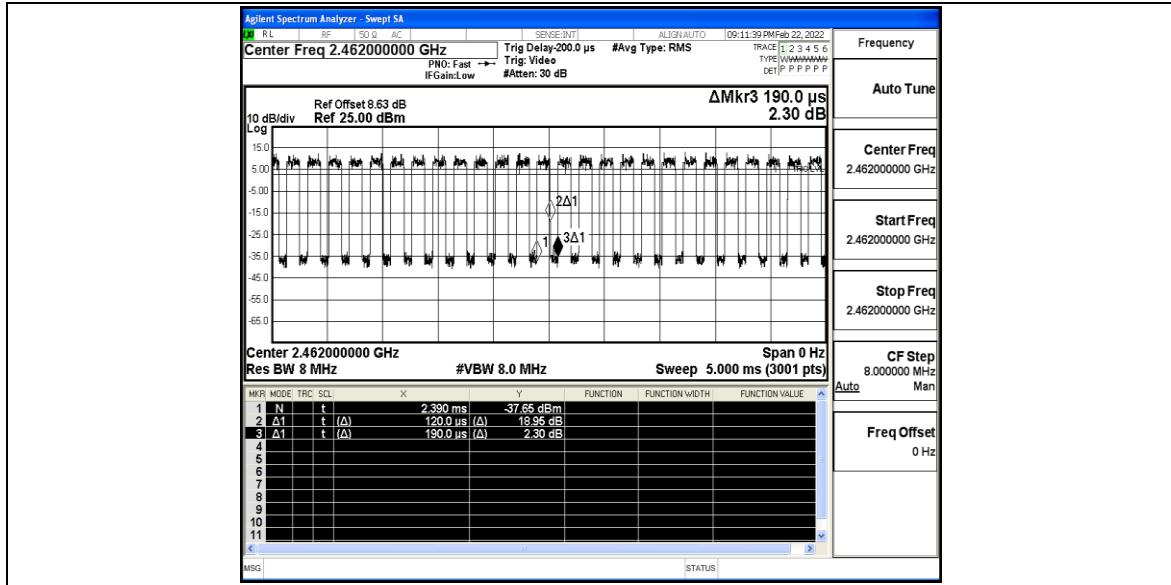 Agilent Spectrum Analyzer - Swept SA
RL RF 50 Ω AC SENSE:INT ALIGN AUTO 09:11:39 PM Feb 22, 2022
Center Freq 2.462000000 GHz
Trig Delay-200.0 µs #Avg Type: RMS
TRACE 1 2 3 4 5 6
PNO: Fast Trig: Video
TYPE WWWWWW
IFGain:Low #Atten: 30 dB
DET P P P P P P
Frequency
ΔMkr3 190.0 µs
2.30 dB
Ref Offset 8.63 dB
10 dB/div Ref 25.00 dBm
Log
15.0
5.00
-5.00
-15.0
-25.0
-35.0
-45.0
-55.0
-65.0
2Δ1
1
3Δ1
Center 2.462000000 GHz Span 0 Hz
Res BW 8 MHz #VBW 8.0 MHz Sweep 5.000 ms (3001 pts)
MKR MODE TRC SCL X Y FUNCTION FUNCTION WIDTH FUNCTION VALUE
1 N t 2.390 ms -37.65 dBm
2 Δ1 t (Δ) 120.0 µs (Δ) 18.95 dB
3 Δ1 t (Δ) 190.0 µs (Δ) 2.30 dB
4
5
6
7
8
9
10
11
MSG STATUS
Auto Tune
Center Freq
2.462000000 GHz
Start Freq
2.462000000 GHz
Stop Freq
2.462000000 GHz
CF Step
8.000000 MHz
Auto Man
Freq Offset
0 Hz